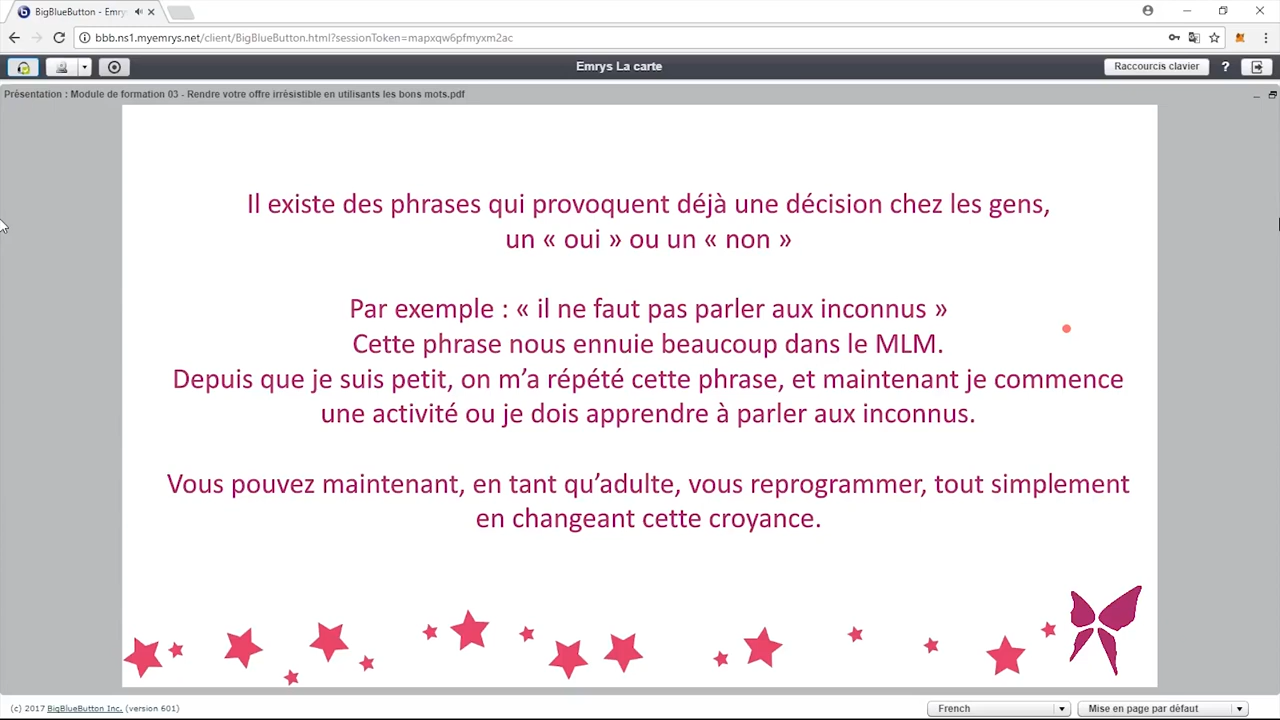 BigBlueButton - Emry
bbb.ns1.myemrys.net/client/BigBlueButton.html?sessionToken=mapxqw6pfmyxm2ac
Emrys La carte
Raccourcis clavier
?
Présentation : Module de formation 03 - Rendre votre offre irrésistible en utilisants les bons mots.pdf
Il existe des phrases qui provoquent déjà une décision chez les gens,
un « oui » ou un « non »
Par exemple : « il ne faut pas parler aux inconnus »
Cette phrase nous ennuie beaucoup dans le MLM.
Depuis que je suis petit, on m’a répété cette phrase, et maintenant je commence
une activité ou je dois apprendre à parler aux inconnus.
Vous pouvez maintenant, en tant qu’adulte, vous reprogrammer, tout simplement
en changeant cette croyance.
(c) 2017 BigBlueButton Inc. (version 601)
French
Mise en page par défaut